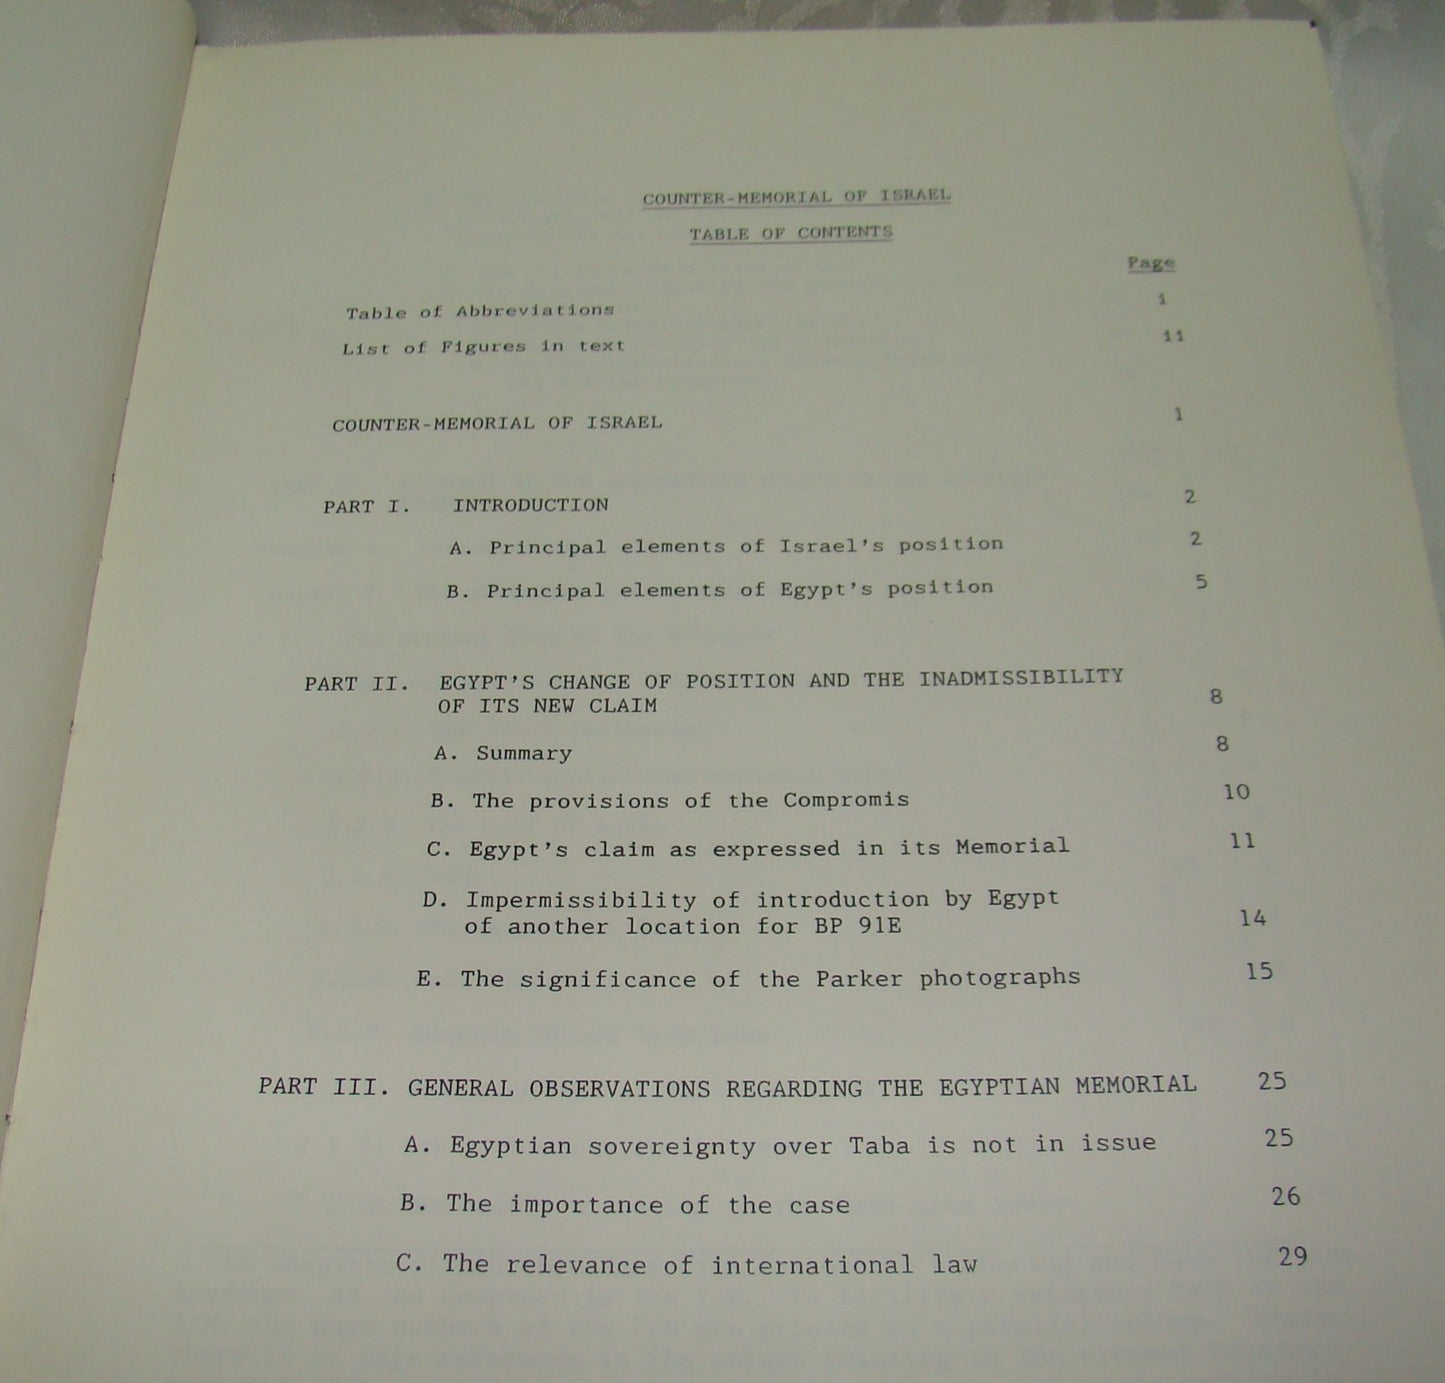 COUNTER-MEMORIAL OF ISRAEL
TABLE OF CONTENTS
Page
Table of Abbreviations i
List of Figures in text ii
COUNTER-MEMORIAL OF ISRAEL 1
PART I. INTRODUCTION 2
A. Principal elements of Israel's position 2
B. Principal elements of Egypt's position 5
PART II. EGYPT'S CHANGE OF POSITION AND THE INADMISSIBILITY
OF ITS NEW CLAIM 8
A. Summary 8
B. The provisions of the Compromis 10
C. Egypt's claim as expressed in its Memorial 11
D. Impermissibility of introduction by Egypt
of another location for BP 91E 14
E. The significance of the Parker photographs 15
PART III. GENERAL OBSERVATIONS REGARDING THE EGYPTIAN MEMORIAL 25
A. Egyptian sovereignty over Taba is not in issue 25
B. The importance of the case 26
C. The relevance of international law 29